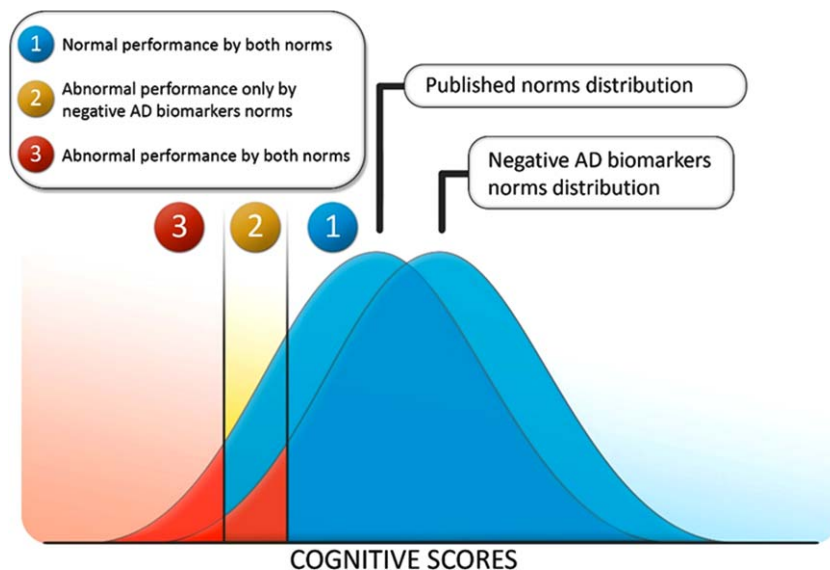 1 Normal performance by both norms
2 Abnormal performance only by
negative AD biomarkers norms
3 Abnormal performance by both norms
Published norms distribution
Negative AD biomarkers
norms distribution
3 2 1
COGNITIVE SCORES